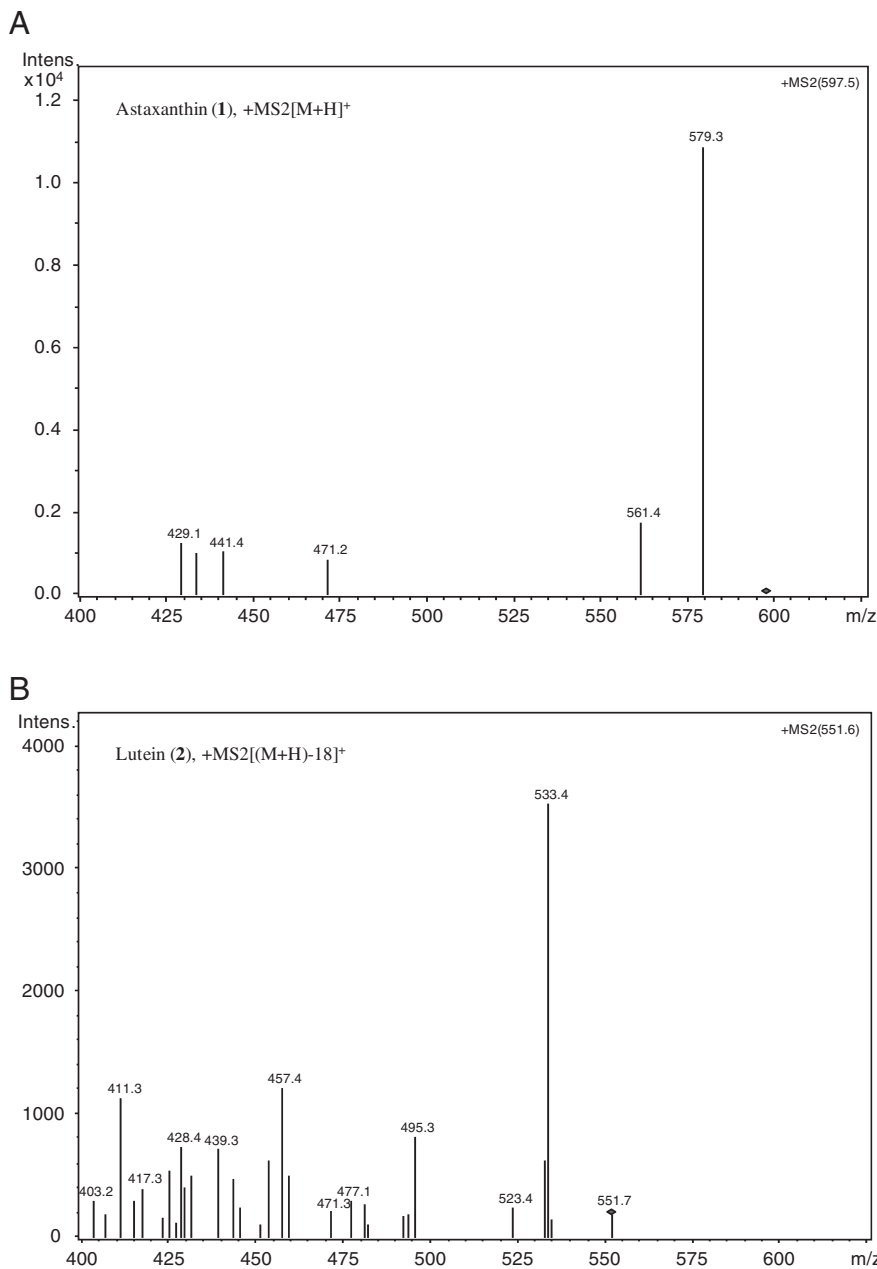 A
Intens.
x10⁴
+MS2(597.5)
Astaxanthin (1), +MS2[M+H]⁺
1.2
1.0
0.8
0.6
0.4
0.2
0.0
579.3
561.4
429.1
441.4
471.2
400 425 450 475 500 525 550 575 600 m/z
B
Intens.
+MS2(551.6)
Lutein (2), +MS2[(M+H)-18]⁺
4000
3000
2000
1000
0
533.4
457.4
411.3
495.3
428.4
439.3
403.2
417.3
471.3
477.1
523.4
551.7
400 425 450 475 500 525 550 575 600 m/z